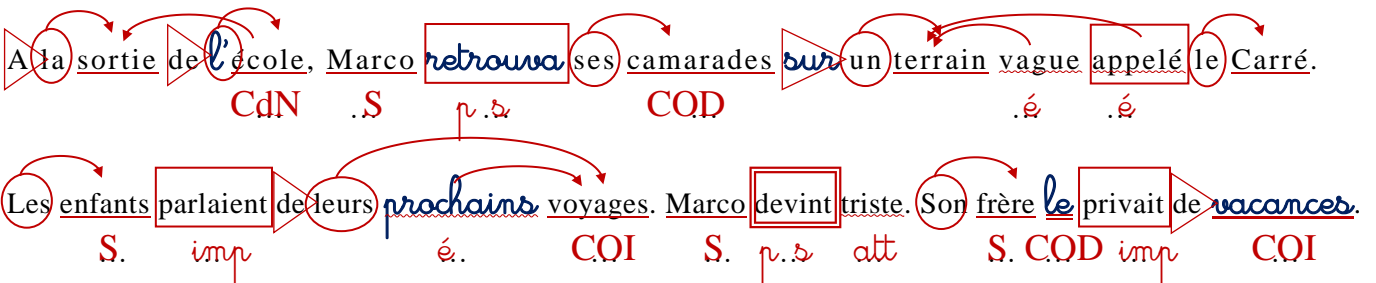 A la sortie de l'école, Marco retrouva ses camarades sur un terrain vague appelé le Carré.
CdN S p s COD é é
Les enfants parlaient de leurs prochains voyages. Marco devint triste. Son frère le privait de vacances.
S imp é COI S p s att S COD imp COI